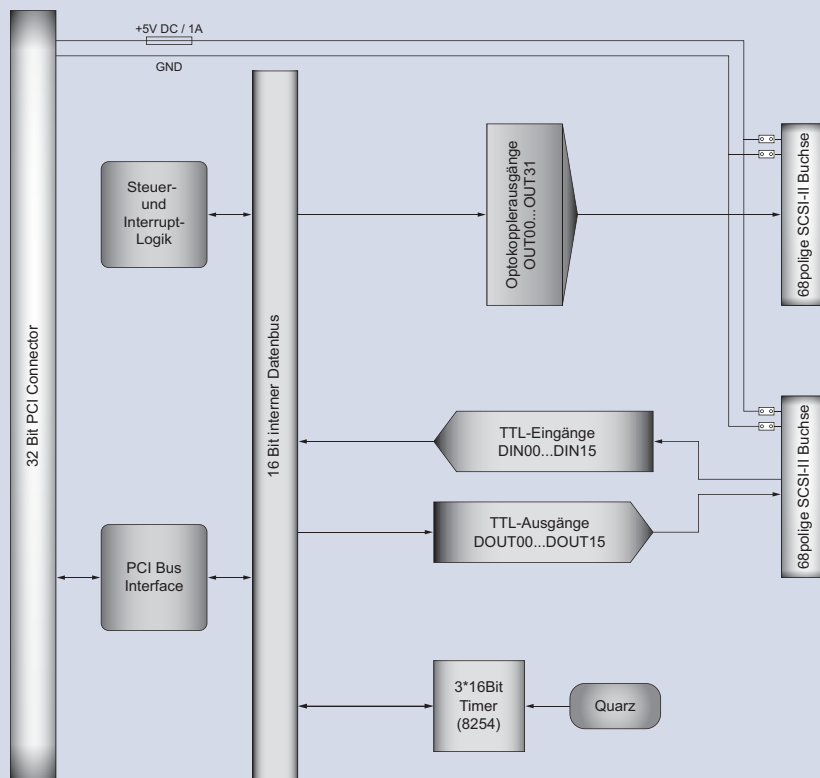 +5V DC / 1A
GND
Steuer-
und
Interrupt-
Logik
Optokopplerausgänge
OUT00...OUT31
68polige SCSI-II Buchse
32 Bit PCI Connector
16 Bit interner Datenbus
TTL-Eingänge
DIN00...DIN15
TTL-Ausgänge
DOUT00...DOUT15
68polige SCSI-II Buchse
PCI Bus
Interface
3*16Bit
Timer
(8254)
Quarz